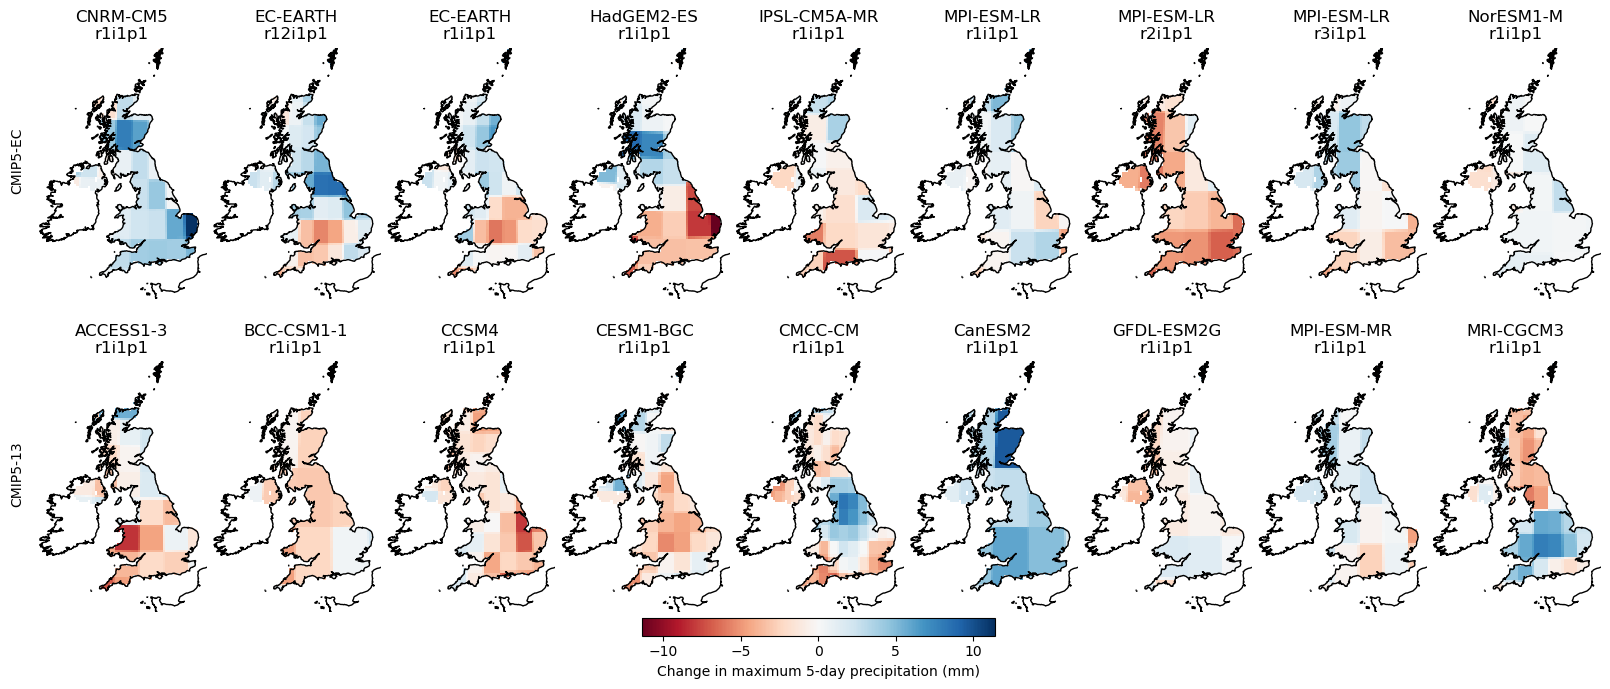 CNRM-CM5
r1i1p1
EC-EARTH
r12i1p1
EC-EARTH
r1i1p1
HadGEM2-ES
r1i1p1
IPSL-CM5A-MR
r1i1p1
MPI-ESM-LR
r1i1p1
MPI-ESM-LR
r2i1p1
MPI-ESM-LR
r3i1p1
NorESM1-M
r1i1p1
CMIP5-EC
ACCESS1-3
r1i1p1
BCC-CSM1-1
r1i1p1
CCSM4
r1i1p1
CESM1-BGC
r1i1p1
CMCC-CM
r1i1p1
CanESM2
r1i1p1
GFDL-ESM2G
r1i1p1
MPI-ESM-MR
r1i1p1
MRI-CGCM3
r1i1p1
CMIP5-13
−10 −5 0 5 10
Change in maximum 5-day precipitation (mm)